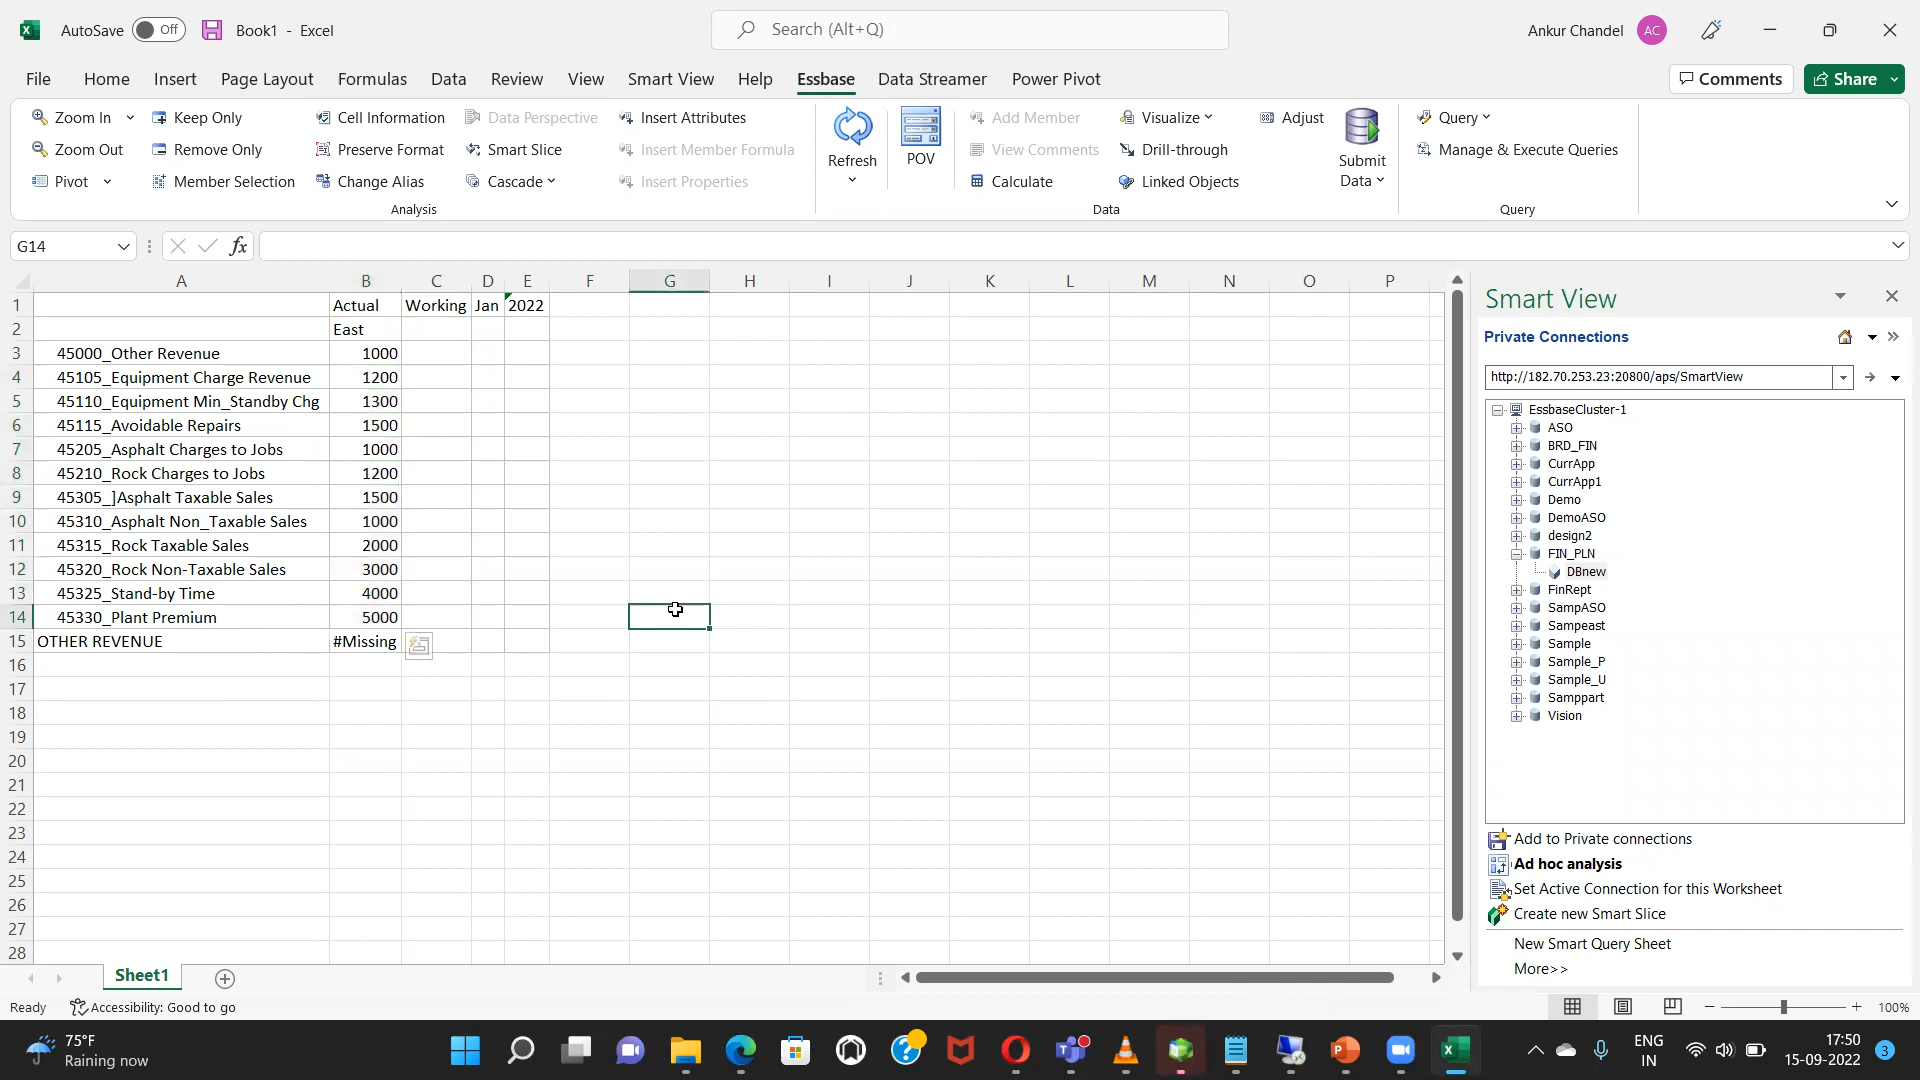 AutoSave Off Book1 - Excel Search (Alt+Q) Ankur Chandel AC
File Home Insert Page Layout Formulas Data Review View Smart View Help Essbase Data Streamer Power Pivot Comments Share
Zoom In Keep Only Cell Information Data Perspective Insert Attributes Add Member Visualize Adjust Query
Zoom Out Remove Only Preserve Format Smart Slice Insert Member Formula Refresh POV View Comments Drill-through Submit Data Manage & Execute Queries
Pivot Member Selection Change Alias Cascade Insert Properties Calculate Linked Objects
Analysis Data Query
G14 fx
A B C D E F G H I J K L M N O P
1 Actual Working Jan 2022
2 East
3 45000_Other Revenue 1000
4 45105_Equipment Charge Revenue 1200
5 45110_Equipment Min_Standby Chg 1300
6 45115_Avoidable Repairs 1500
7 45205_Asphalt Charges to Jobs 1000
8 45210_Rock Charges to Jobs 1200
9 45305_]Asphalt Taxable Sales 1500
10 45310_Asphalt Non_Taxable Sales 1000
11 45315_Rock Taxable Sales 2000
12 45320_Rock Non-Taxable Sales 3000
13 45325_Stand-by Time 4000
14 45330_Plant Premium 5000
15 OTHER REVENUE #Missing
16
17
18
19
20
21
22
23
24
25
26
27
28
Smart View
Private Connections
http://182.70.253.23:20800/aps/SmartView
EssbaseCluster-1
ASO
BRD_FIN
CurrApp
CurrApp1
Demo
DemoASO
design2
FIN_PLN
DBnew
FinRept
SampASO
Sampeast
Sample
Sample_P
Sample_U
Samppart
Vision
Add to Private connections
Ad hoc analysis
Set Active Connection for this Worksheet
Create new Smart Slice
New Smart Query Sheet
More>>
Sheet1
Ready Accessibility: Good to go 100%
75°F
Raining now
ENG
IN
17:50
15-09-2022
3